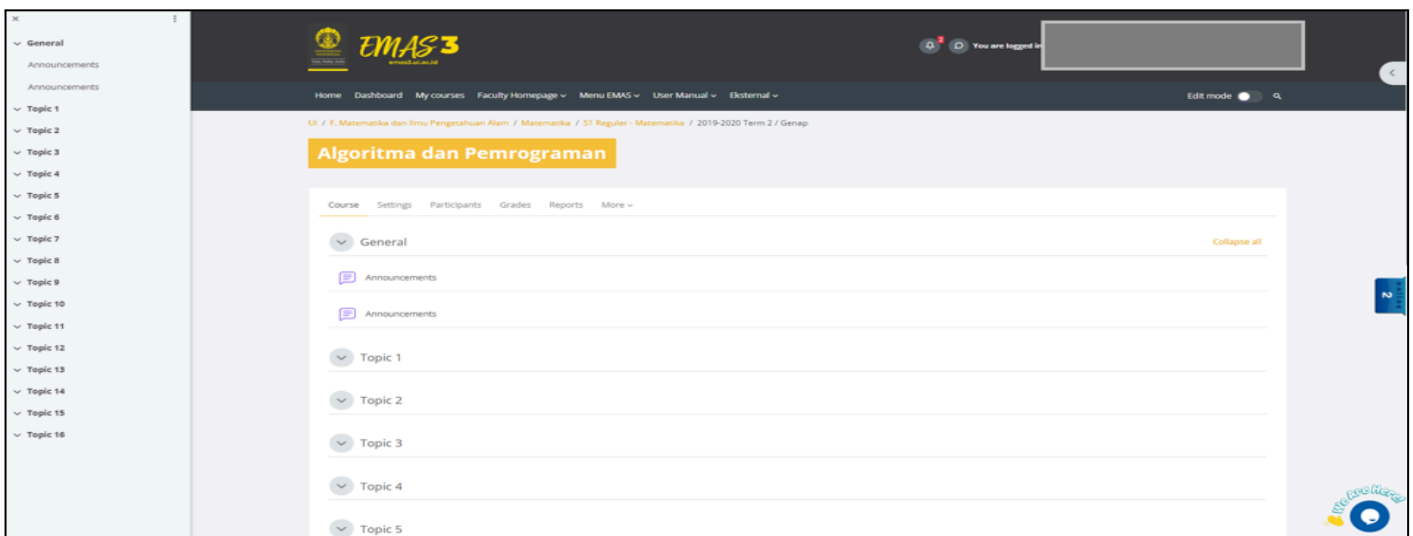 General
Announcements
Announcements
Topic 1
Topic 2
Topic 3
Topic 4
Topic 5
Topic 6
Topic 7
Topic 8
Topic 9
Topic 10
Topic 11
Topic 12
Topic 13
Topic 14
Topic 15
Topic 16
EMAS 3
emas3.ui.ac.id
2
You are logged in
Home Dashboard My courses Faculty Homepage Menu EMAS User Manual Eksternal Edit mode
UI / F. Matematika dan Ilmu Pengetahuan Alam / Matematika / S1 Reguler - Matematika / 2019-2020 Term 2 / Genap
Algoritma dan Pemrograman
Course Settings Participants Grades Reports More
General Collapse all
Announcements
Announcements
Topic 1
Topic 2
Topic 3
Topic 4
Topic 5
2
We Are Here!